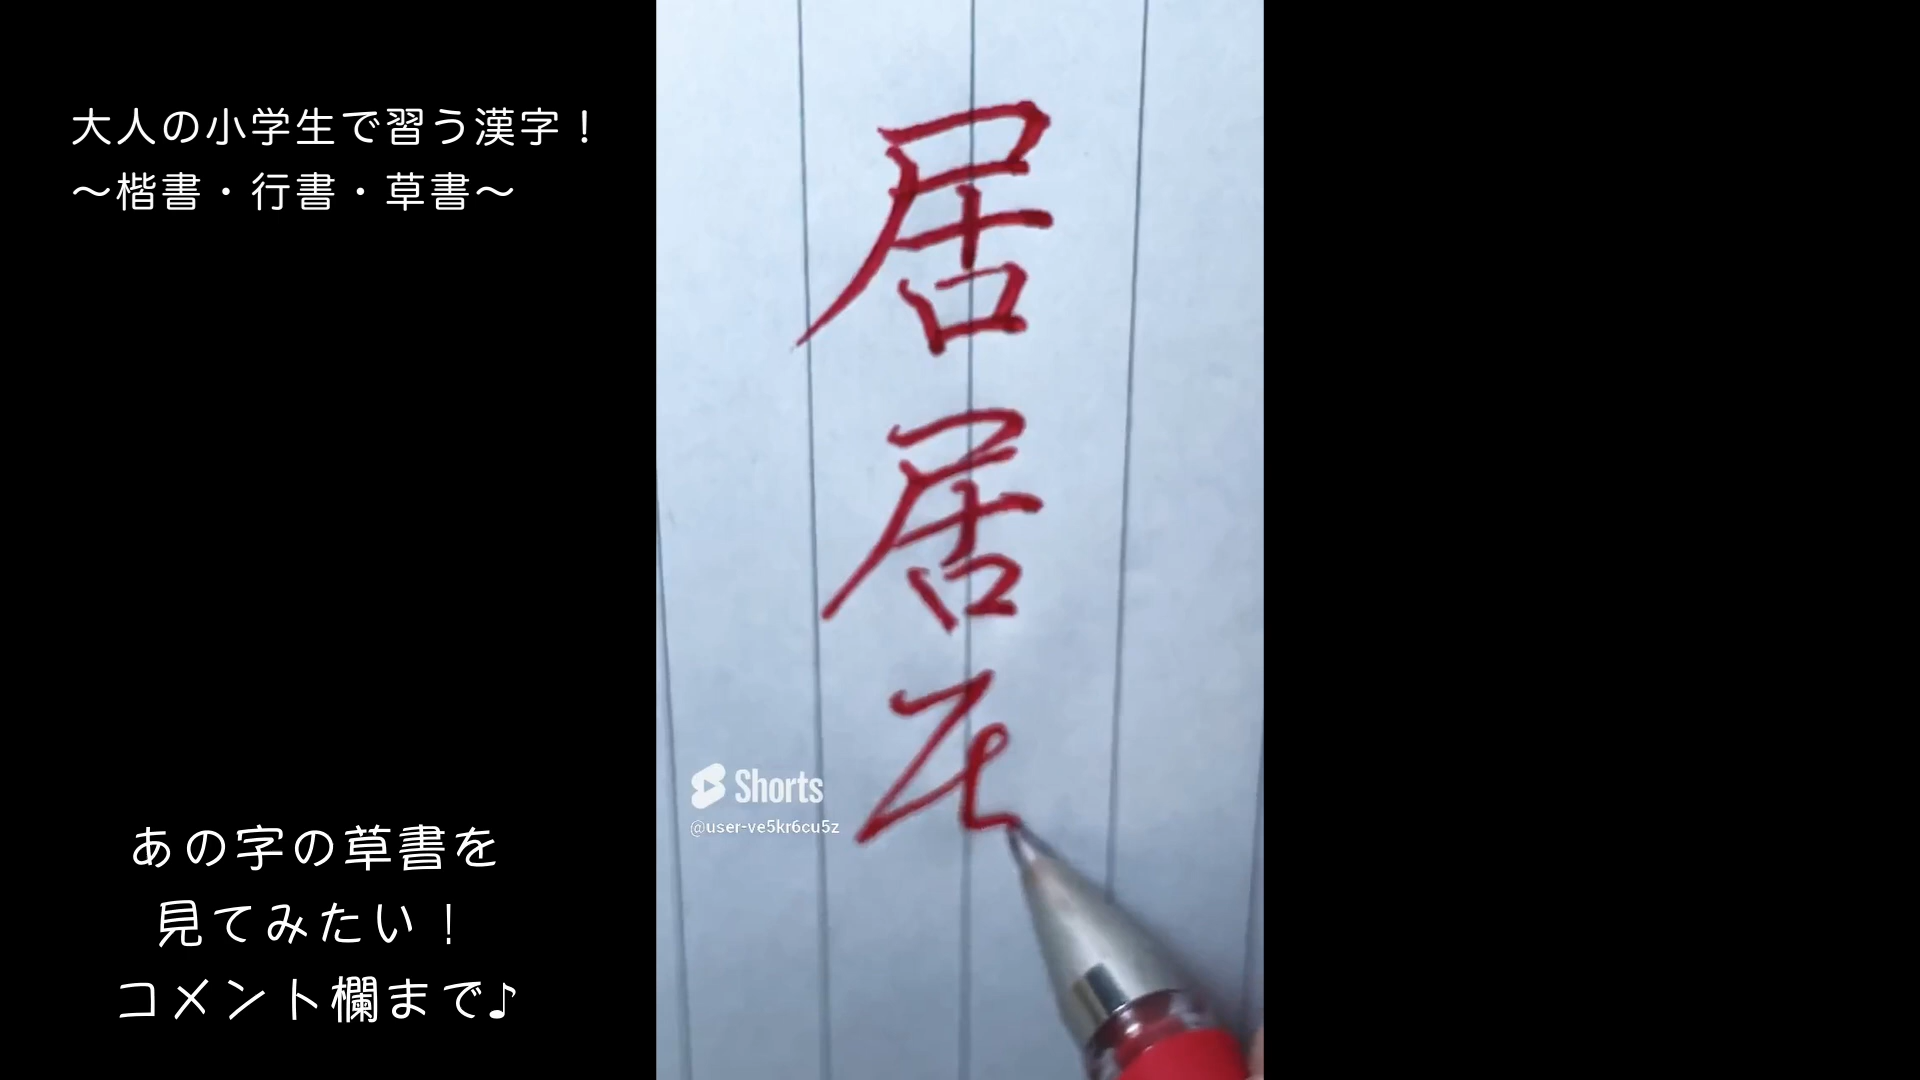 大人の小学生で習う漢字！
～楷書・行書・草書～
居
居
居
Shorts
@user-ve5kr6cu5z
あの字の草書を
見てみたい！
コメント欄まで♪